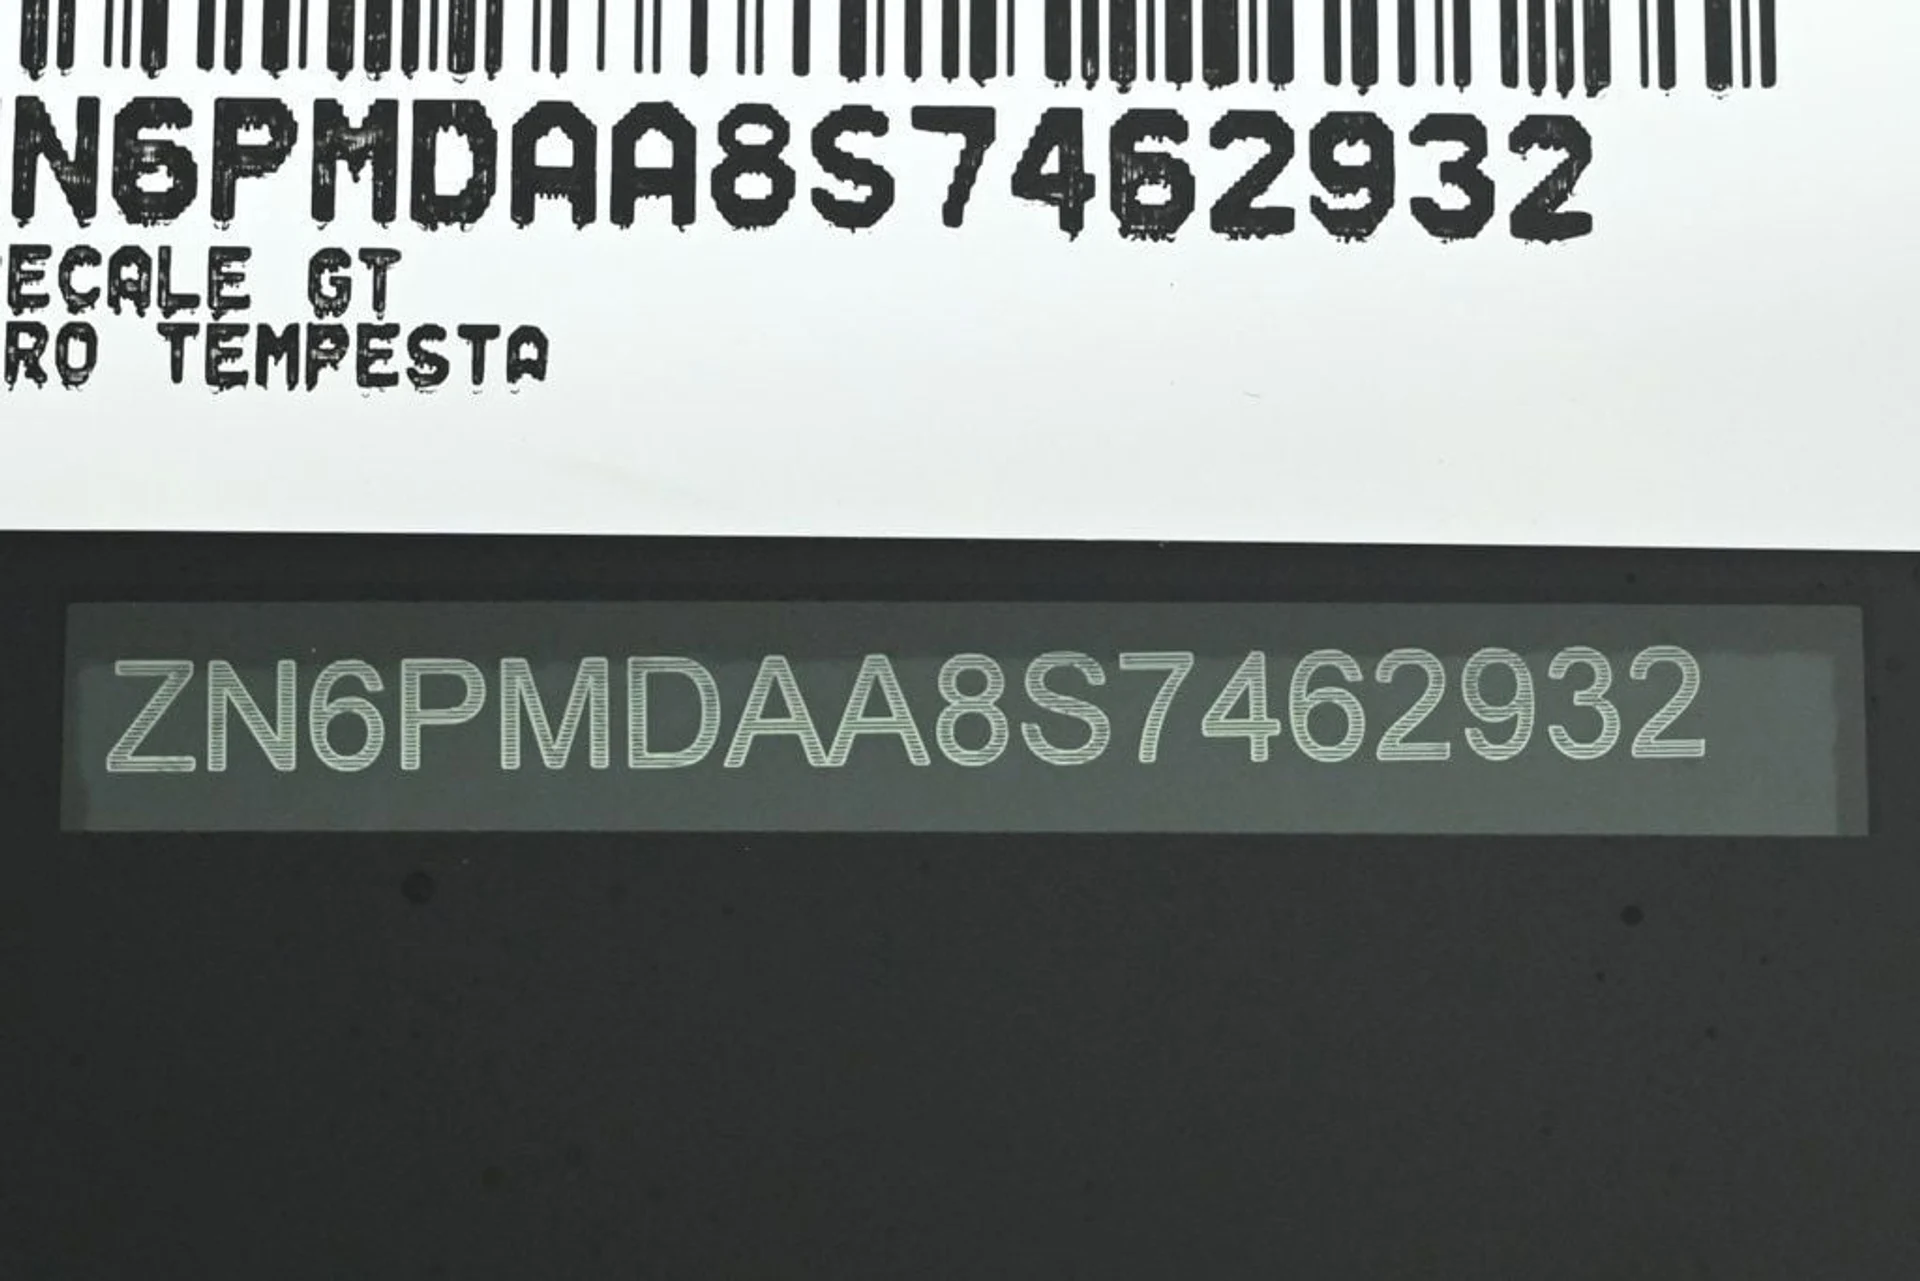 N6PMDAA8S7462932
ECALE GT
RO TEMPESTA
ZN6PMDAA8S7462932